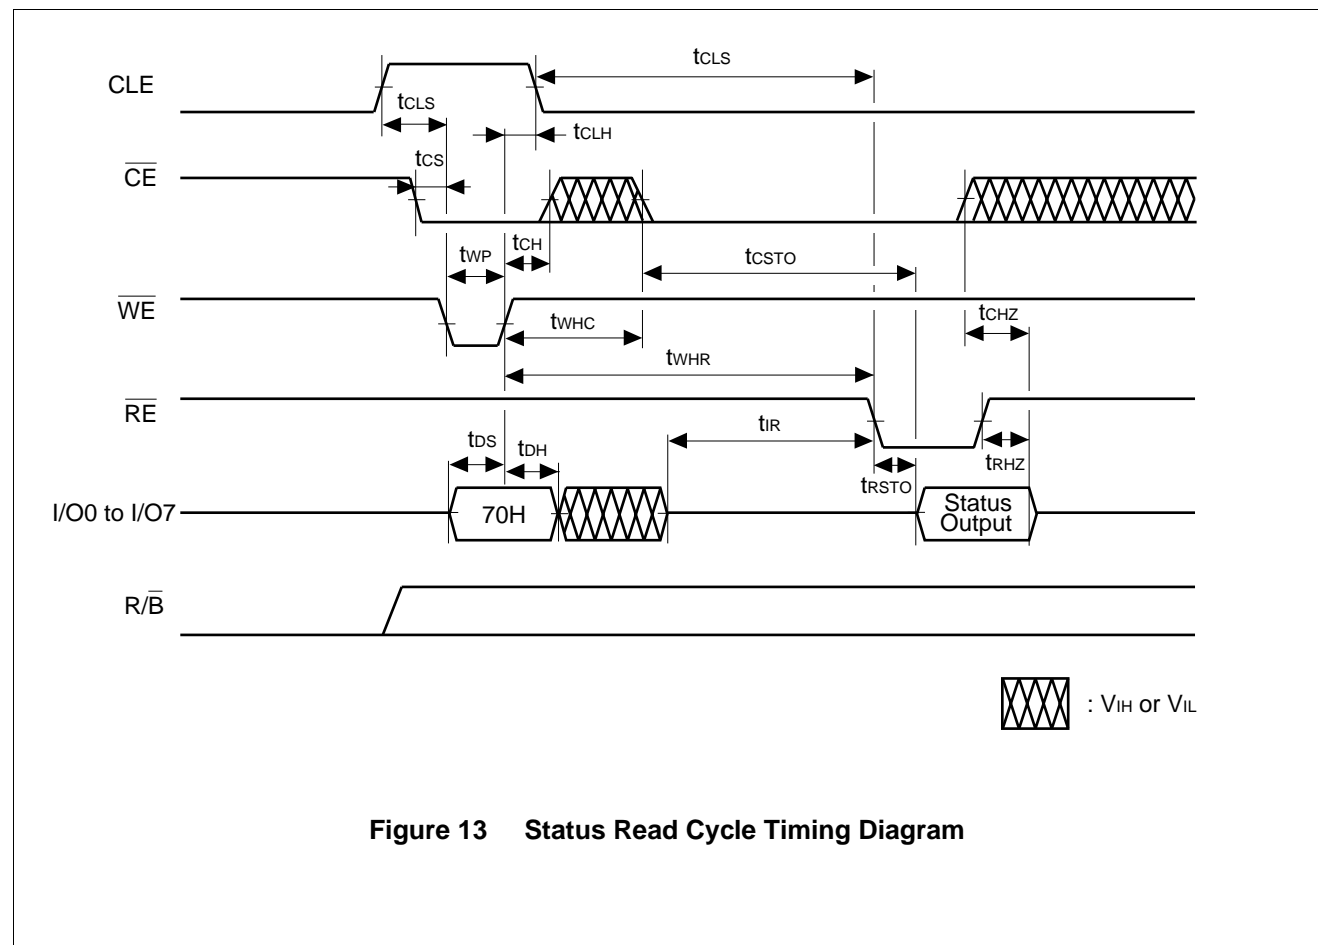 tCLS
CLE
tCLS
tCLH
tCS
CE
tCH
tWP
tCSTO
WE
tCHZ
tWHC
tWHR
RE
tIR
tDS
tDH
tRHZ
tRSTO
I/O0 to I/O7
70H
Status
Output
R/B
: VIH or VIL
Figure 13 Status Read Cycle Timing Diagram